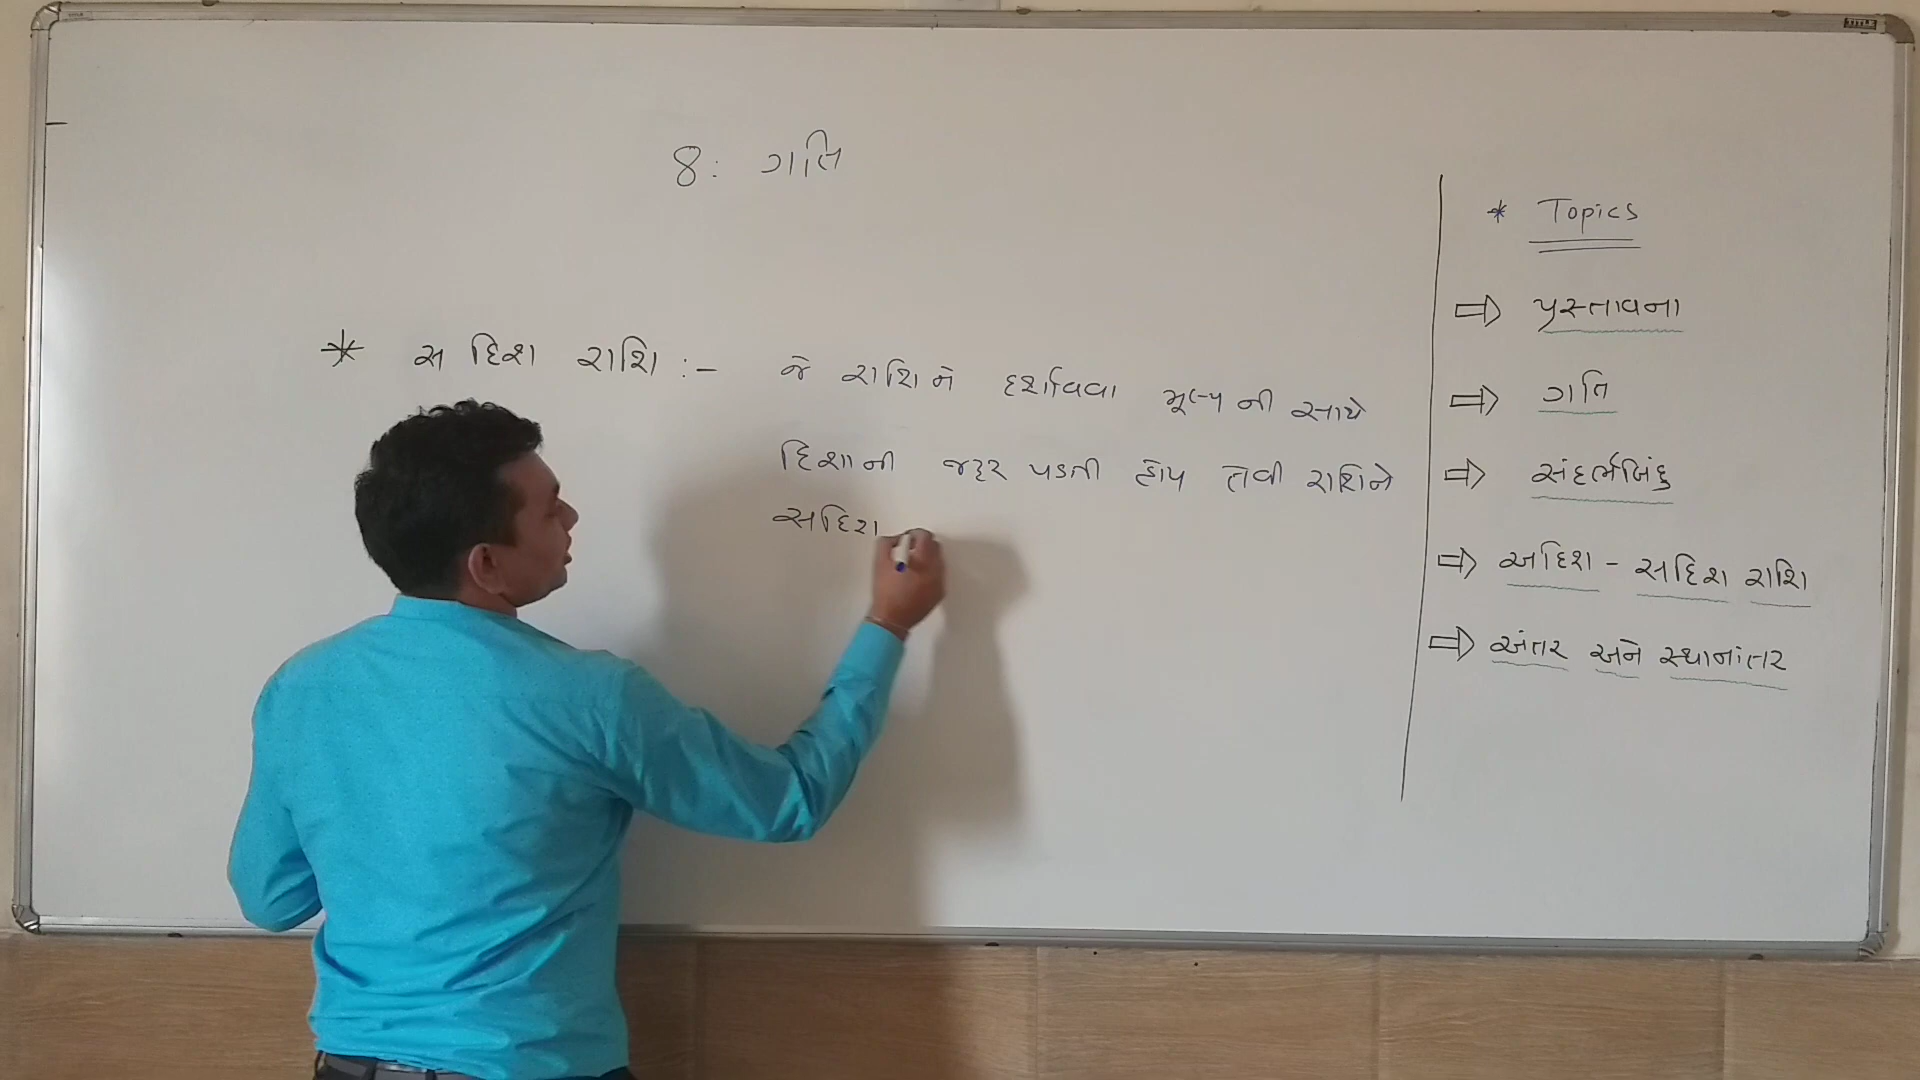 8: ગતિ
* સદિશ રાશિ :- જે રાશિને દર્શાવવા મૂલ્ય ની સાથે
દિશાની જરૂર પડતી હોય તેવી રાશિને
સદિશ
* Topics
⇒ પ્રસ્તાવના
⇒ ગતિ
⇒ સંદર્ભબિંદુ
⇒ અદિશ - સદિશ રાશિ
⇒ અંતર અને સ્થાનાંતર